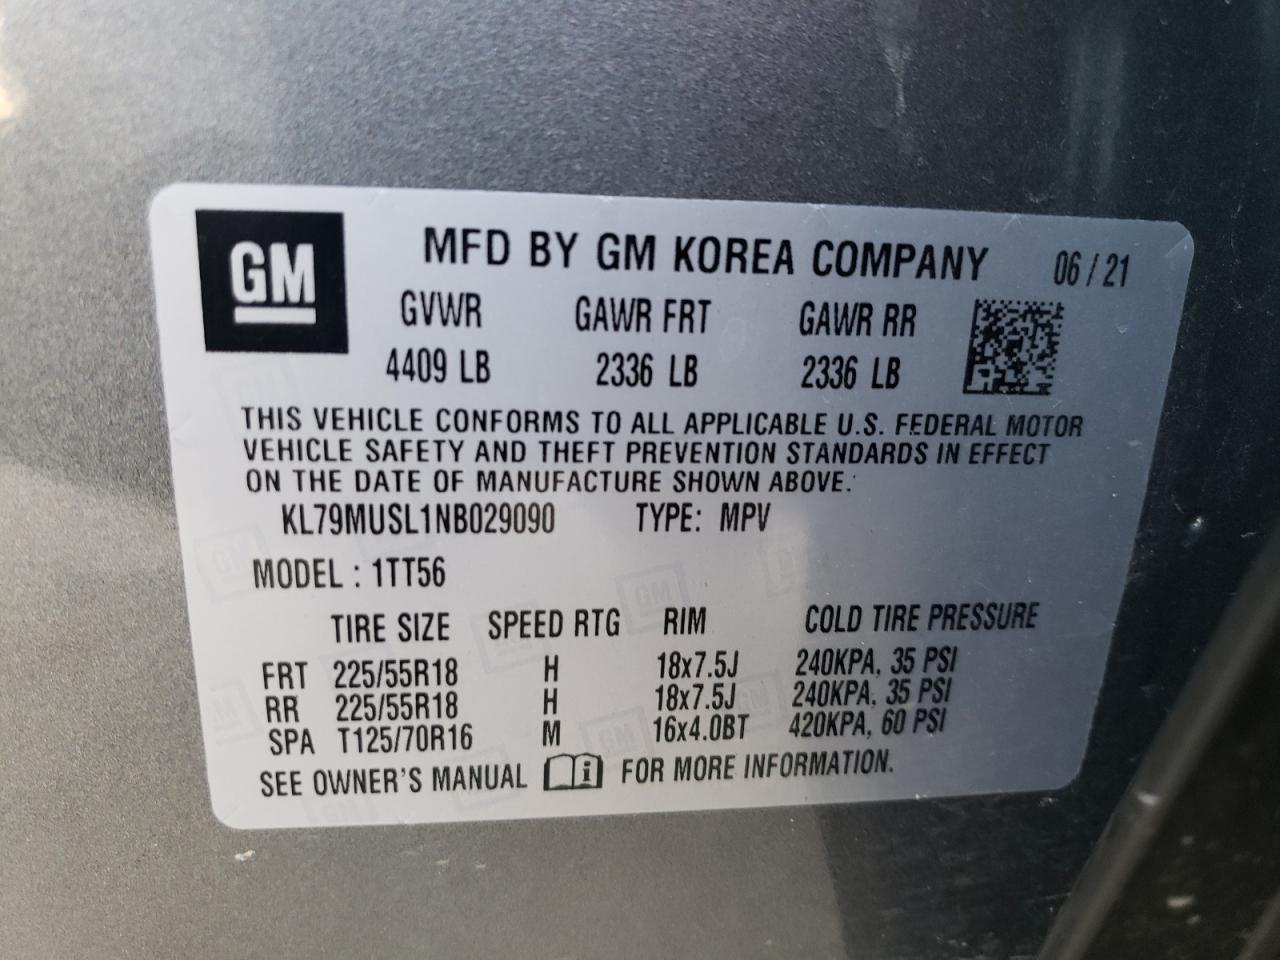 GM
MFD BY GM KOREA COMPANY 06 / 21
GVWR GAWR FRT GAWR RR
4409 LB 2336 LB 2336 LB
THIS VEHICLE CONFORMS TO ALL APPLICABLE U.S. FEDERAL MOTOR
VEHICLE SAFETY AND THEFT PREVENTION STANDARDS IN EFFECT
ON THE DATE OF MANUFACTURE SHOWN ABOVE.
KL79MUSL1NB029090 TYPE: MPV
MODEL : 1TT56
TIRE SIZE SPEED RTG RIM COLD TIRE PRESSURE
FRT 225/55R18 H 18x7.5J 240KPA, 35 PSI
RR 225/55R18 H 18x7.5J 240KPA, 35 PSI
SPA T125/70R16 M 16x4.0BT 420KPA, 60 PSI
SEE OWNER'S MANUAL FOR MORE INFORMATION.